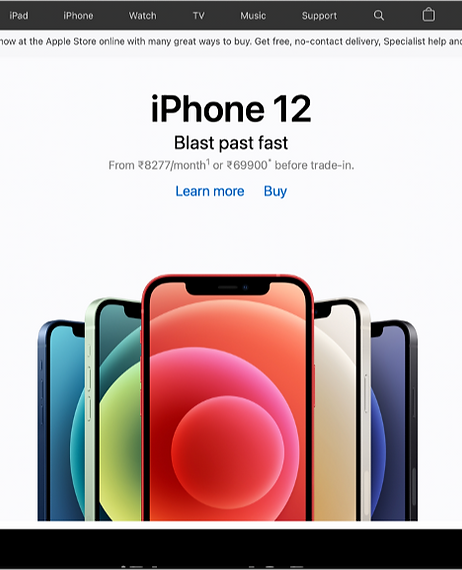 iPad iPhone Watch TV Music Support
now at the Apple Store online with many great ways to buy. Get free, no-contact delivery, Specialist help and
iPhone 12
Blast past fast
From ₹8277/month¹ or ₹69900* before trade-in.
Learn more Buy